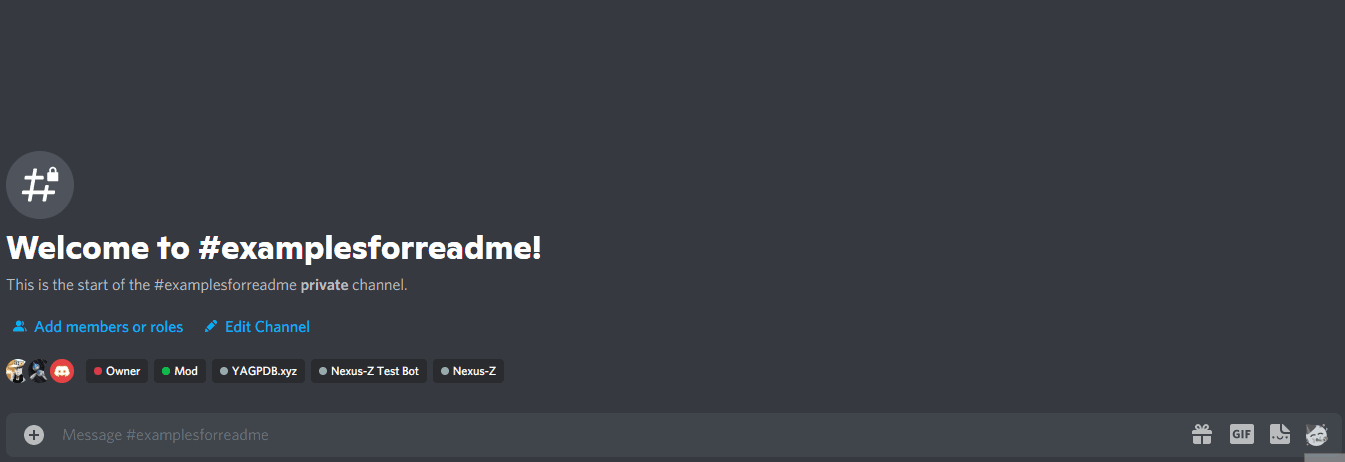 Welcome to #examplesforreadme!
This is the start of the #examplesforreadme private channel.
Add members or roles Edit Channel
Owner Mod YAGPDB.xyz Nexus-Z Test Bot Nexus-Z
Message #examplesforreadme GIF